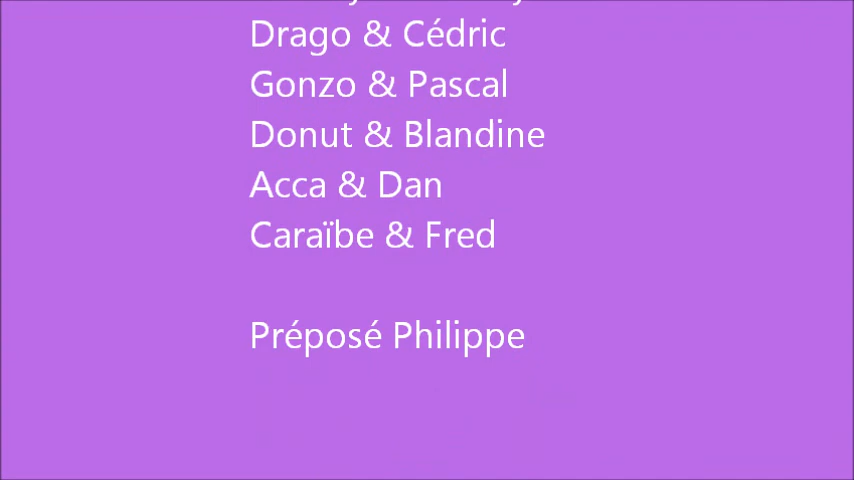 Drago & Cédric
Gonzo & Pascal
Donut & Blandine
Acca & Dan
Caraïbe & Fred
Préposé Philippe